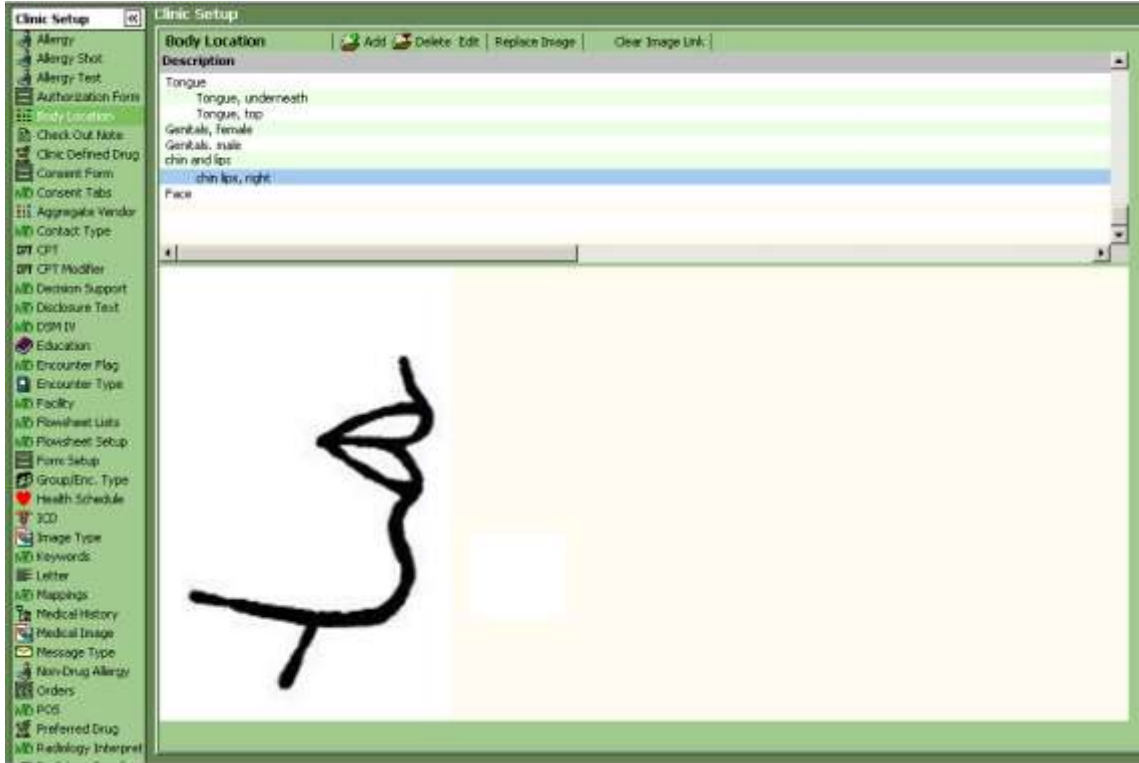 Clinic Setup «
Allergy
Allergy Shot
Allergy Test
Authorization Form
Body Location
Check Out Note
Clinic Defined Drug
Consent Form
Consent Tabs
Aggregate Vendor
Contact Type
CPT
CPT Modifier
Decision Support
Disclosure Text
DSM IV
Education
Encounter Flag
Encounter Type
Facility
Flowsheet Lists
Flowsheet Setup
Form Setup
Group/Enc. Type
Health Schedule
ICD
Image Type
Keywords
Letter
Mappings
Medical History
Medical Image
Message Type
Non-Drug Allergy
Orders
POS
Preferred Drug
Radiology Interpret
Clinic Setup
Body Location | Add Delete Edit | Replace Image | Clear Image Link |
Description
Tongue
Tongue, underneath
Tongue, top
Genitals, female
Genitals, male
chin and lips
chin lips, right
Face